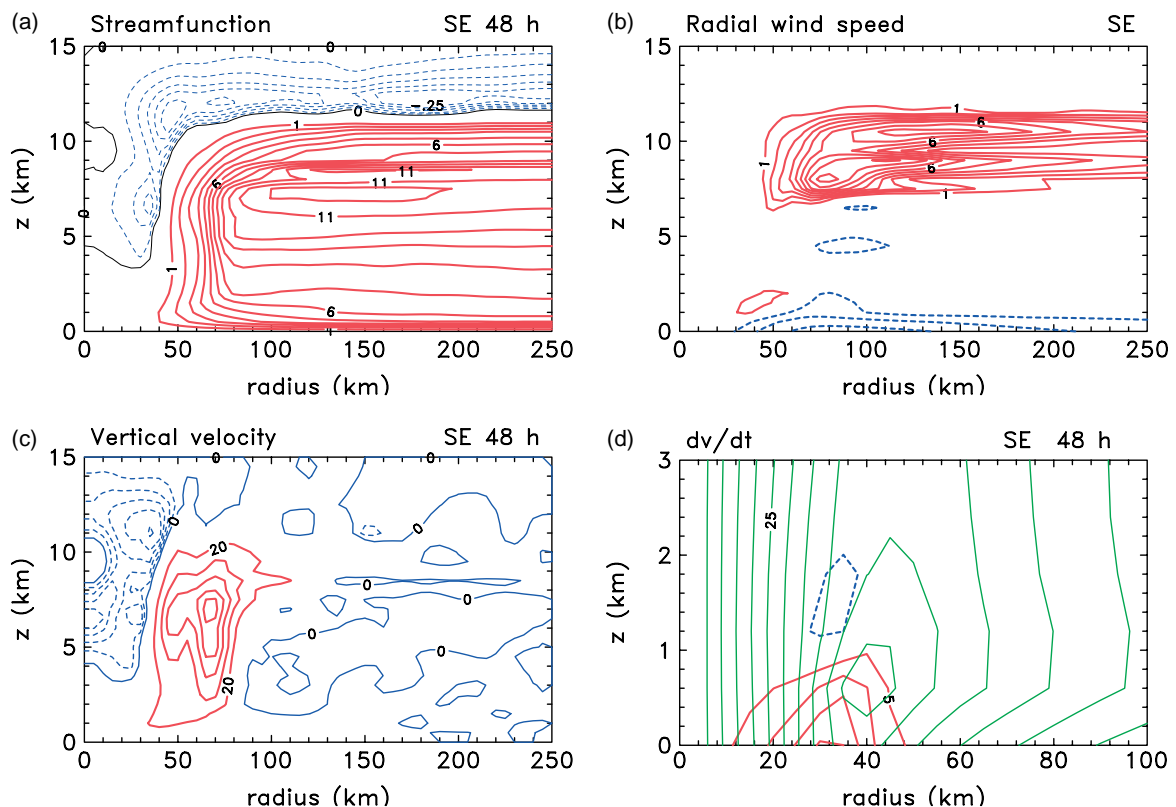 (a) Streamfunction SE 48 h
15
10
5
0
z (km)
0
0
0
0
-.25
0
1
6
6
11
11
1
6
0 50 100 150 200 250
radius (km)
(b) Radial wind speed SE
15
10
5
0
z (km)
1
6
1
6
1
0 50 100 150 200 250
radius (km)
(c) Vertical velocity SE 48 h
15
10
5
0
z (km)
0
0
0
0
20
0
0
0
0
20
0 50 100 150 200 250
radius (km)
(d) dv/dt SE 48 h
3
2
1
0
z (km)
25
5
0 20 40 60 80 100
radius (km)